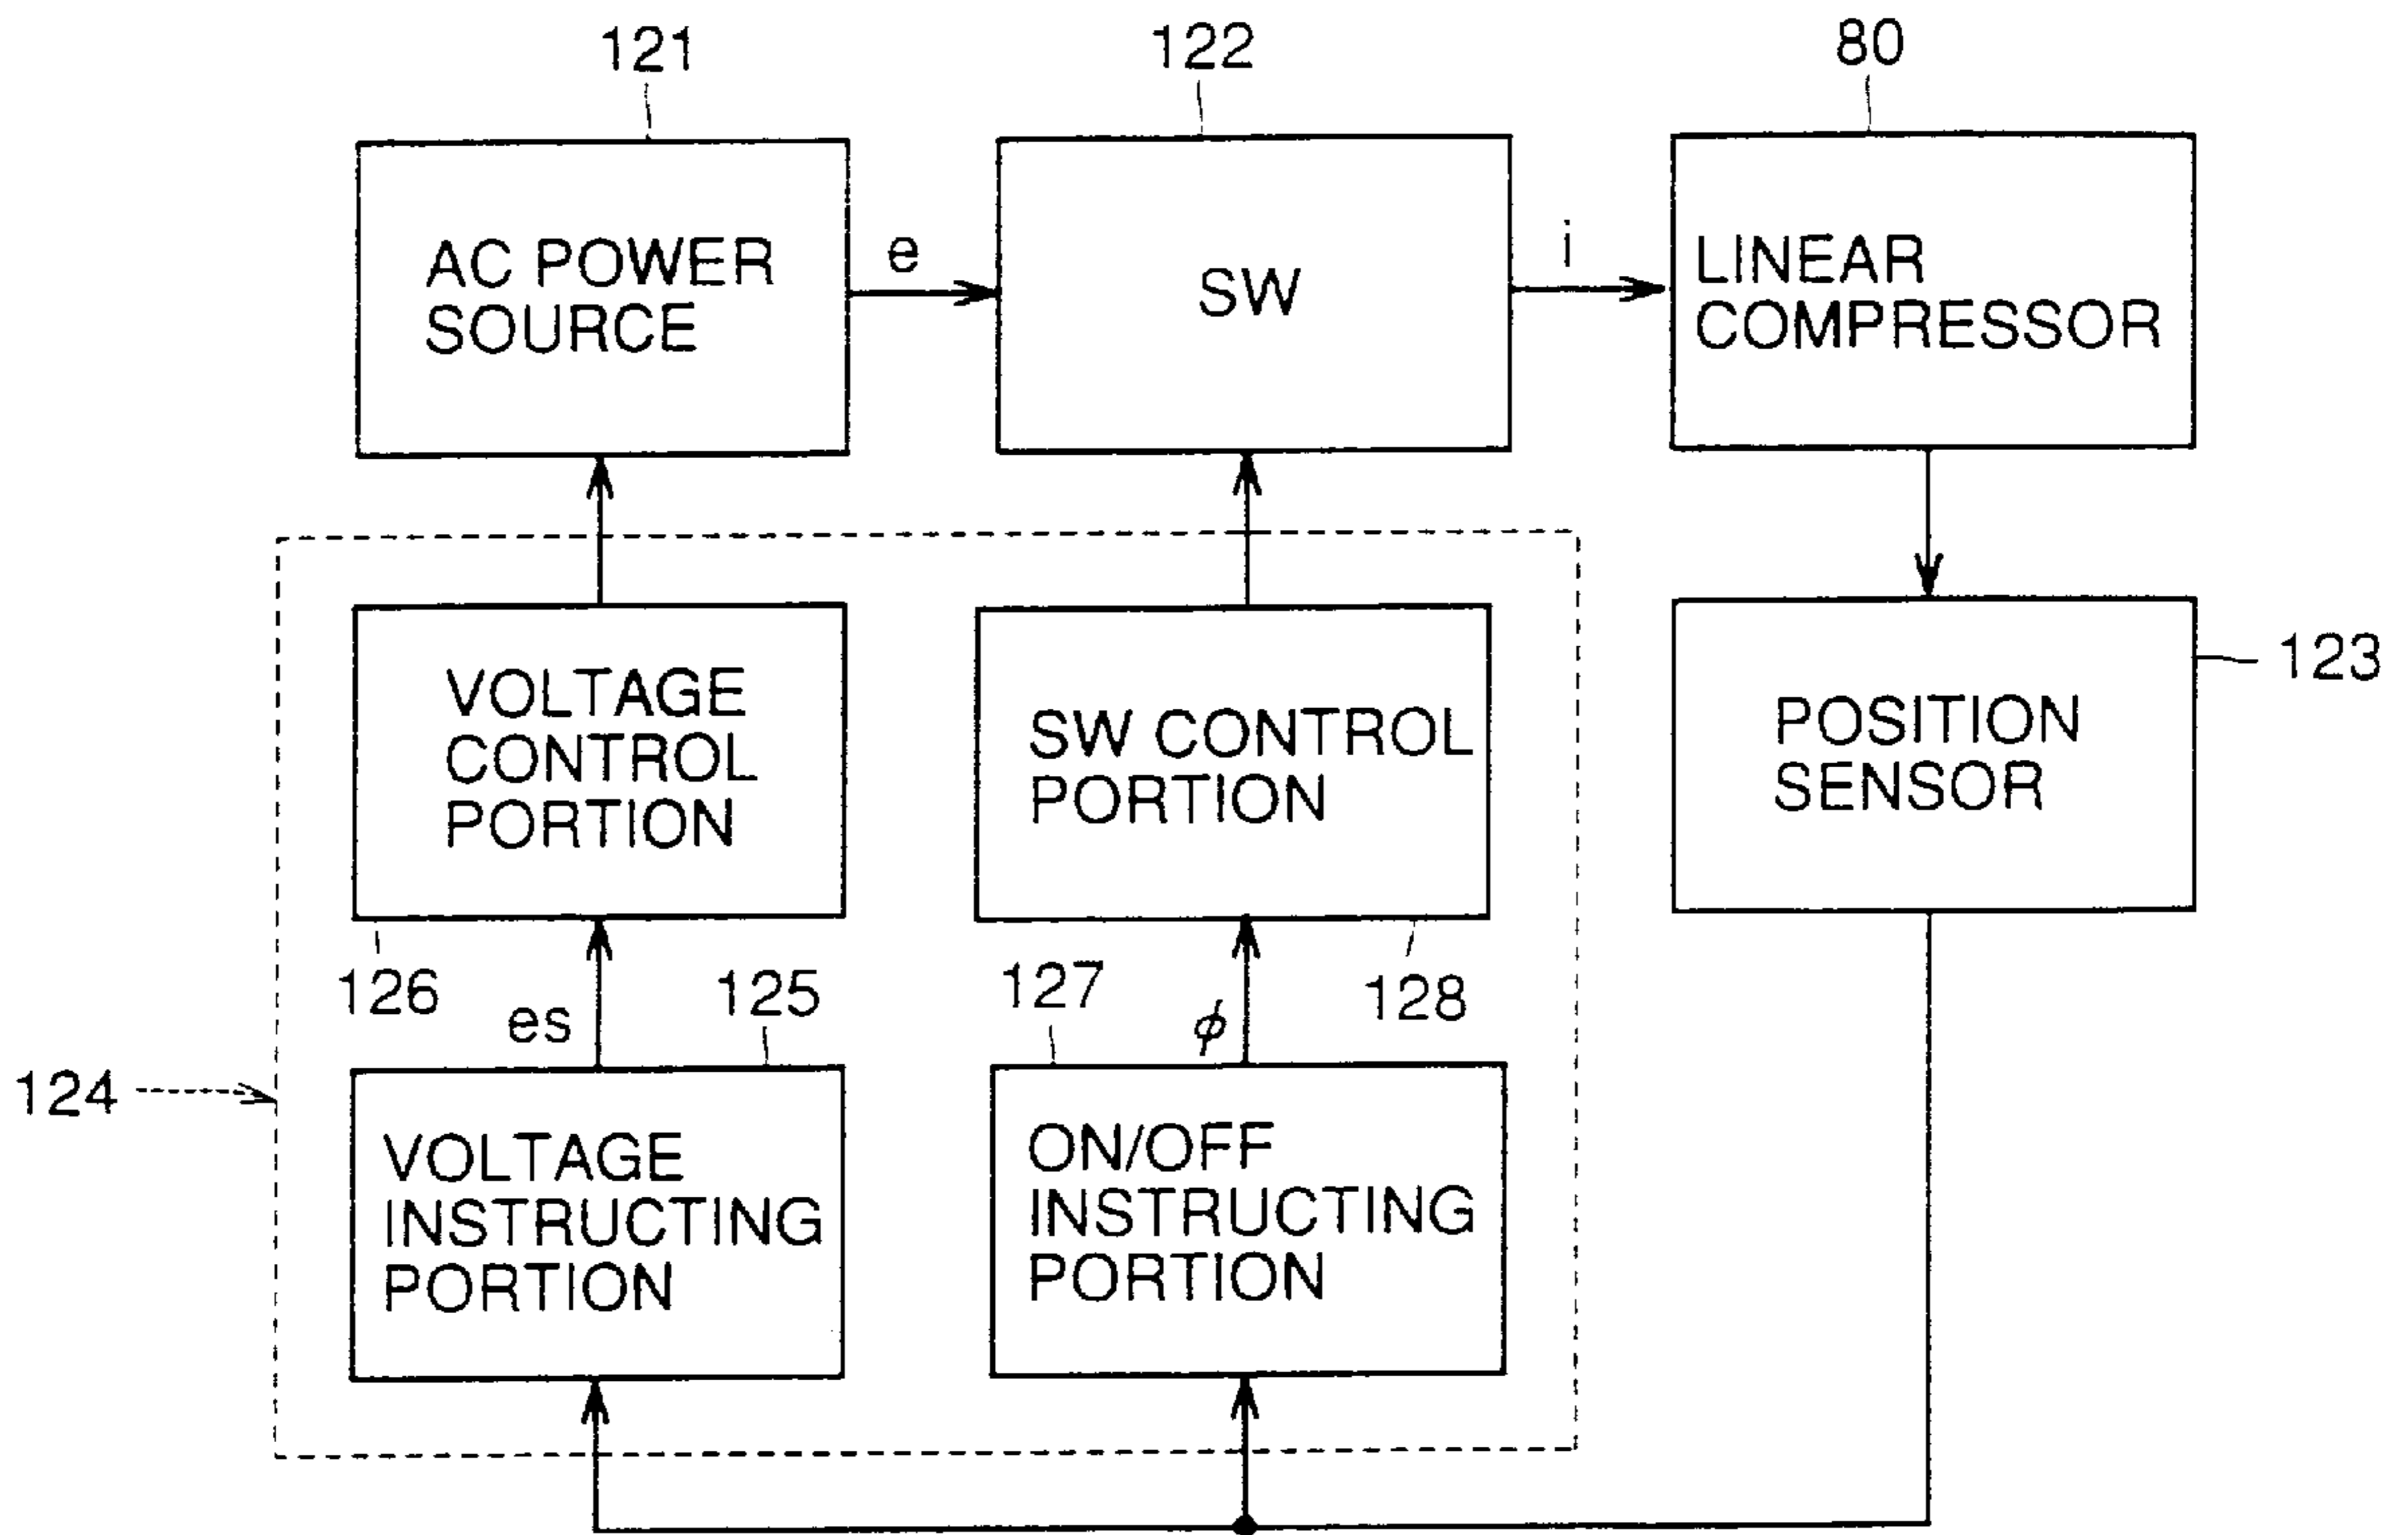 121
122
80
AC POWER
SOURCE
e
SW
i
LINEAR
COMPRESSOR
VOLTAGE
CONTROL
PORTION
SW CONTROL
PORTION
POSITION
SENSOR
123
126
es
125
127
ϕ
128
124
VOLTAGE
INSTRUCTING
PORTION
ON/OFF
INSTRUCTING
PORTION